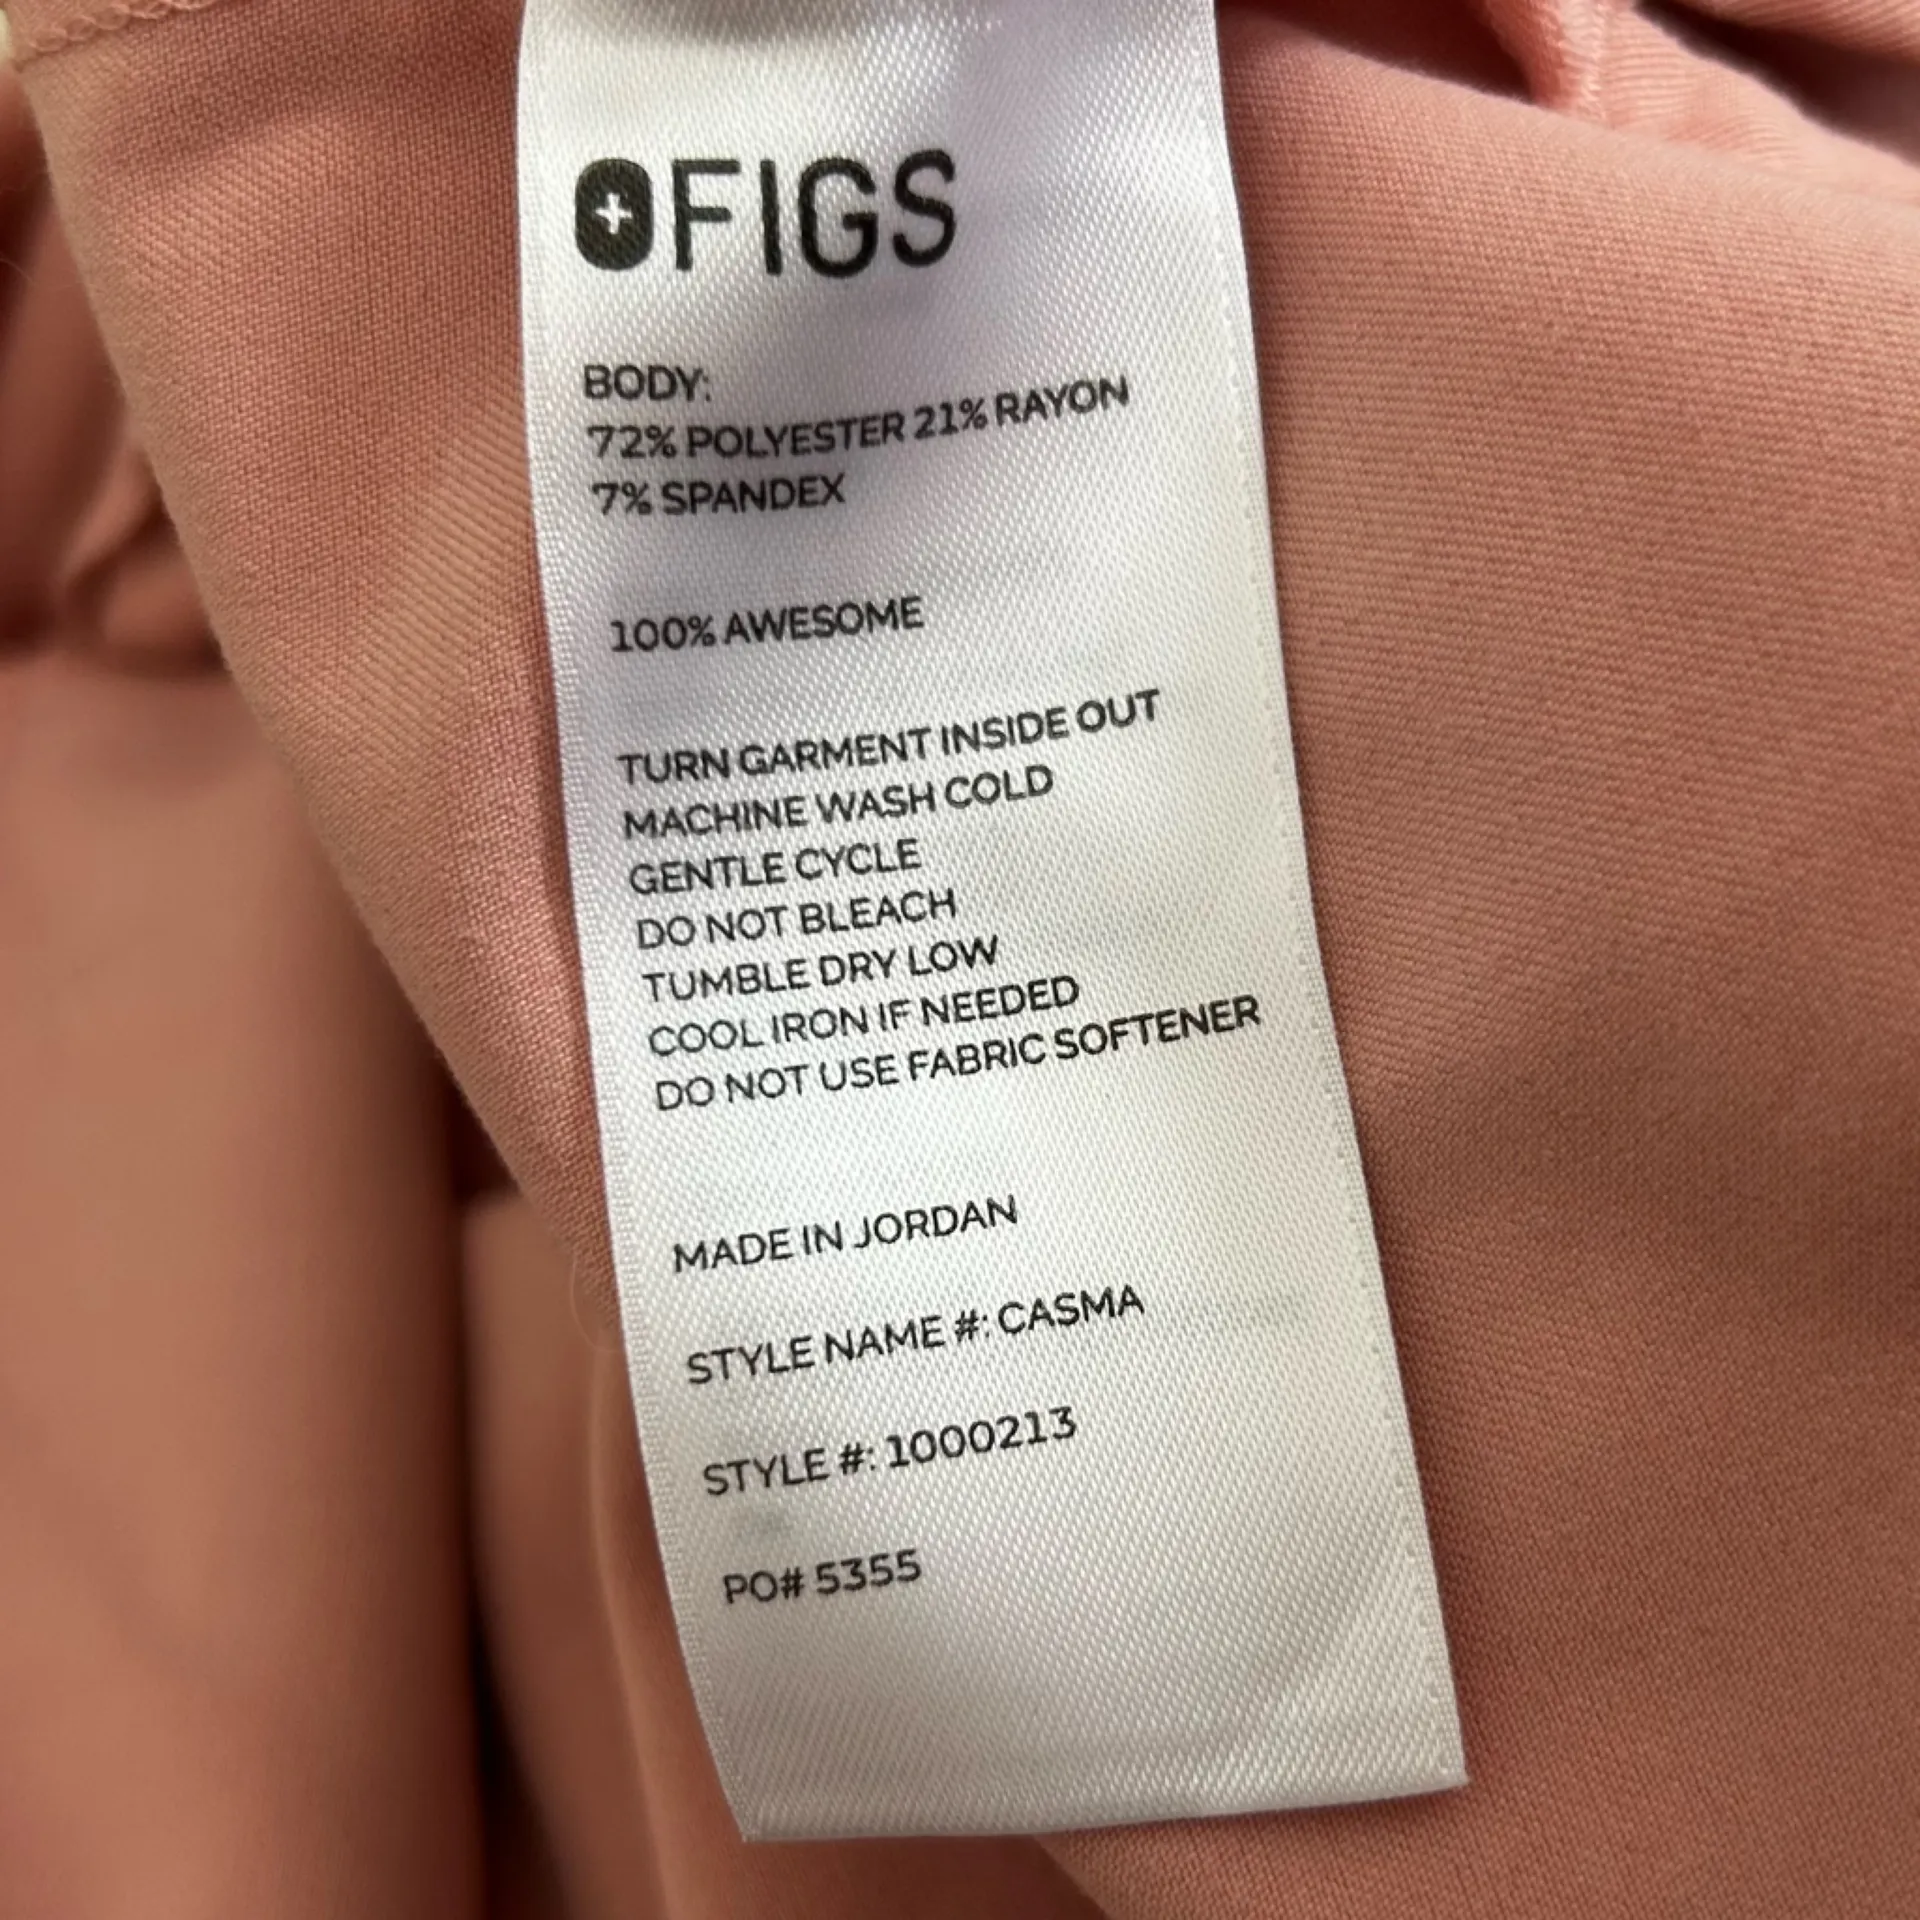 FIGS
BODY:
72% POLYESTER 21% RAYON
7% SPANDEX
100% AWESOME
TURN GARMENT INSIDE OUT
MACHINE WASH COLD
GENTLE CYCLE
DO NOT BLEACH
TUMBLE DRY LOW
COOL IRON IF NEEDED
DO NOT USE FABRIC SOFTENER
MADE IN JORDAN
STYLE NAME #: CASMA
STYLE #: 1000213
PO# 5355